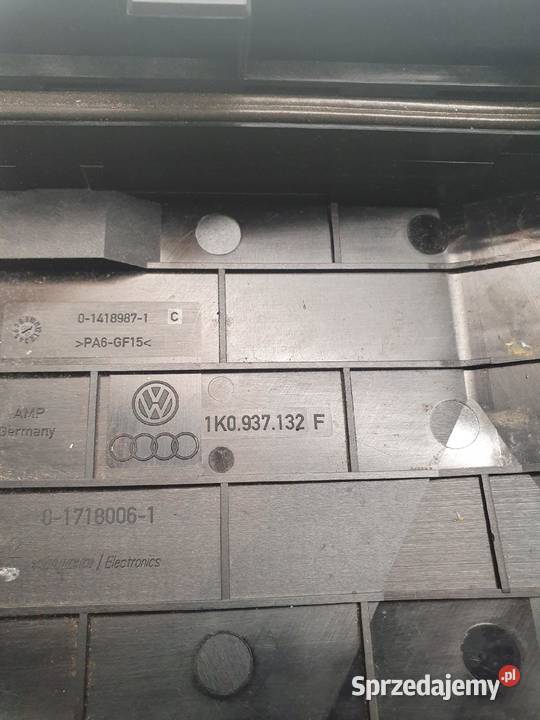 0-1418987-1 C
>PA6-GF15<
AMP
Germany
1K0.937.132 F
0-1718006-1
/ Electronics
Sprzedajemy.pl